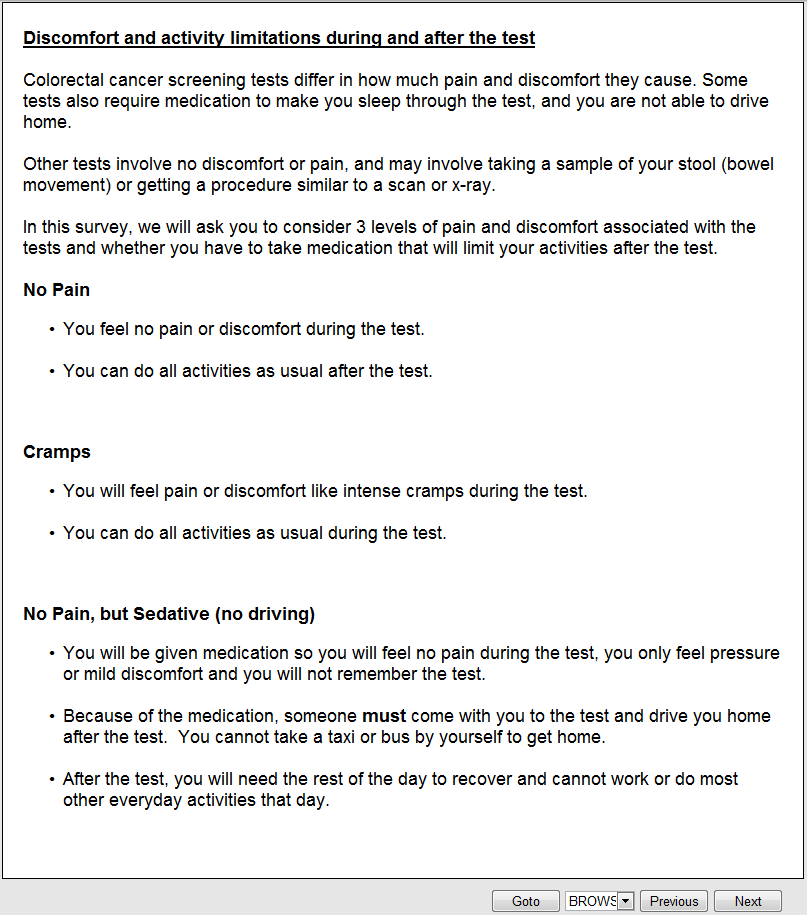 Discomfort and activity limitations during and after the test
Colorectal cancer screening tests differ in how much pain and discomfort they cause. Some
tests also require medication to make you sleep through the test, and you are not able to drive
home.
Other tests involve no discomfort or pain, and may involve taking a sample of your stool (bowel
movement) or getting a procedure similar to a scan or x-ray.
In this survey, we will ask you to consider 3 levels of pain and discomfort associated with the
tests and whether you have to take medication that will limit your activities after the test.
No Pain
• You feel no pain or discomfort during the test.
• You can do all activities as usual after the test.
Cramps
• You will feel pain or discomfort like intense cramps during the test.
• You can do all activities as usual during the test.
No Pain, but Sedative (no driving)
• You will be given medication so you will feel no pain during the test, you only feel pressure
or mild discomfort and you will not remember the test.
• Because of the medication, someone must come with you to the test and drive you home
after the test. You cannot take a taxi or bus by yourself to get home.
• After the test, you will need the rest of the day to recover and cannot work or do most
other everyday activities that day.
Goto BROWS Previous Next